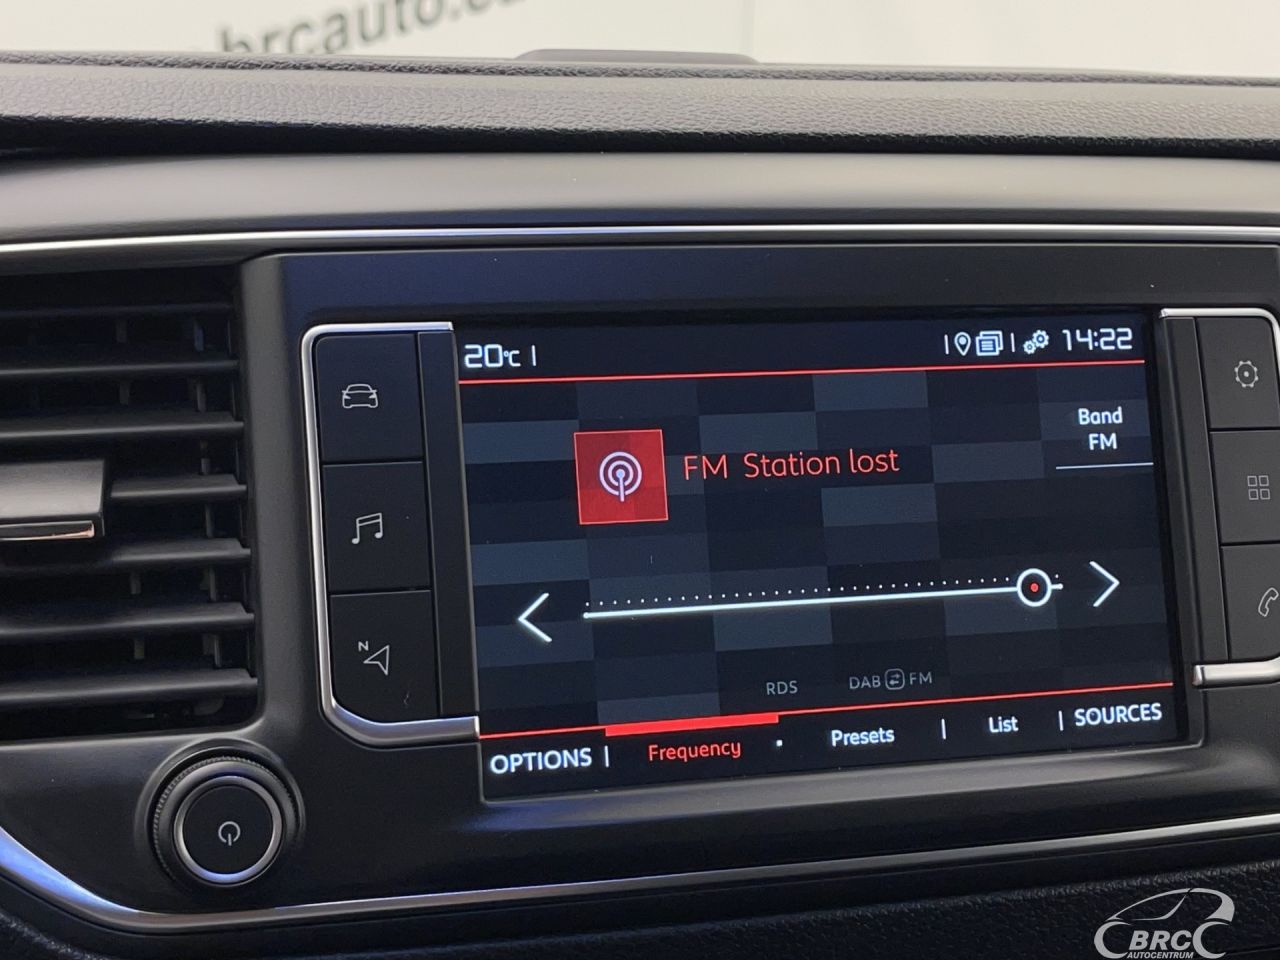 brcauto.eu
20°C
14:22
Band
FM
FM Station lost
RDS
DAB FM
OPTIONS Frequency Presets List SOURCES
N
BRC
AUTOCENTRUM